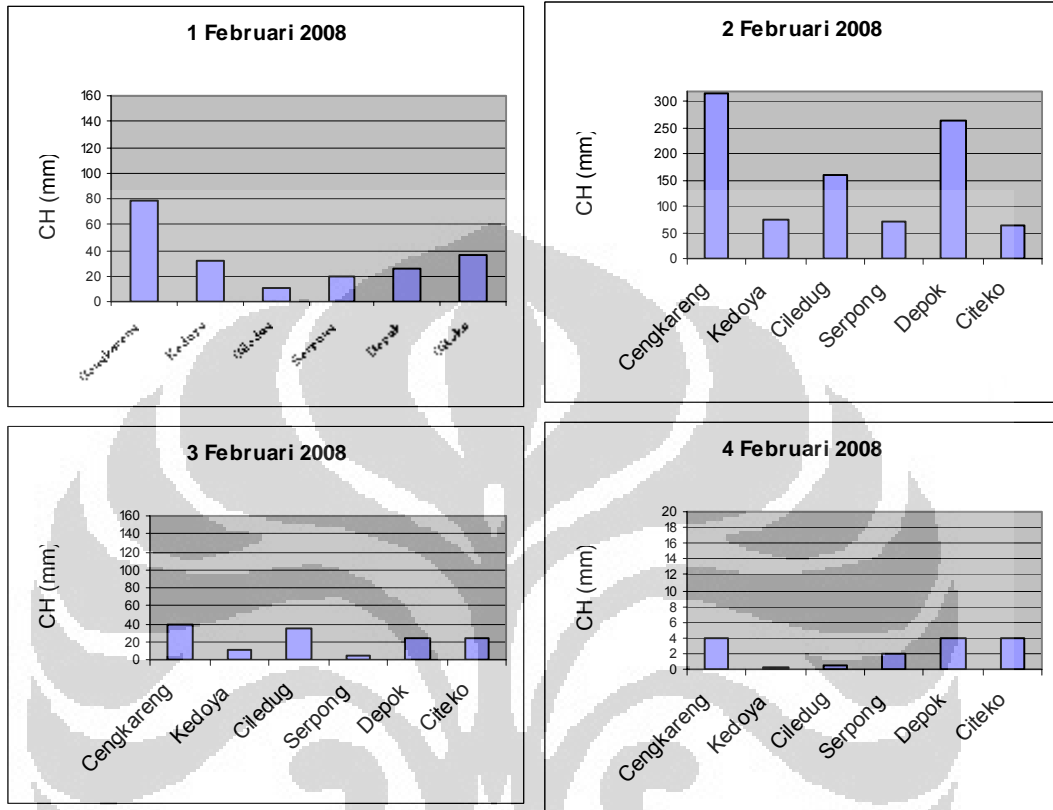 1 Februari 2008
CH (mm)
160
140
120
100
80
60
40
20
0
2 Februari 2008
CH (mm)
300
250
200
150
100
50
0
Cengkareng
Kedoya
Ciledug
Serpong
Depok
Citeko
3 Februari 2008
CH (mm)
160
140
120
100
80
60
40
20
0
Cengkareng
Kedoya
Ciledug
Serpong
Depok
Citeko
4 Februari 2008
CH (mm)
20
18
16
14
12
10
8
6
4
2
0
Cengkareng
Kedoya
Ciledug
Serpong
Depok
Citeko